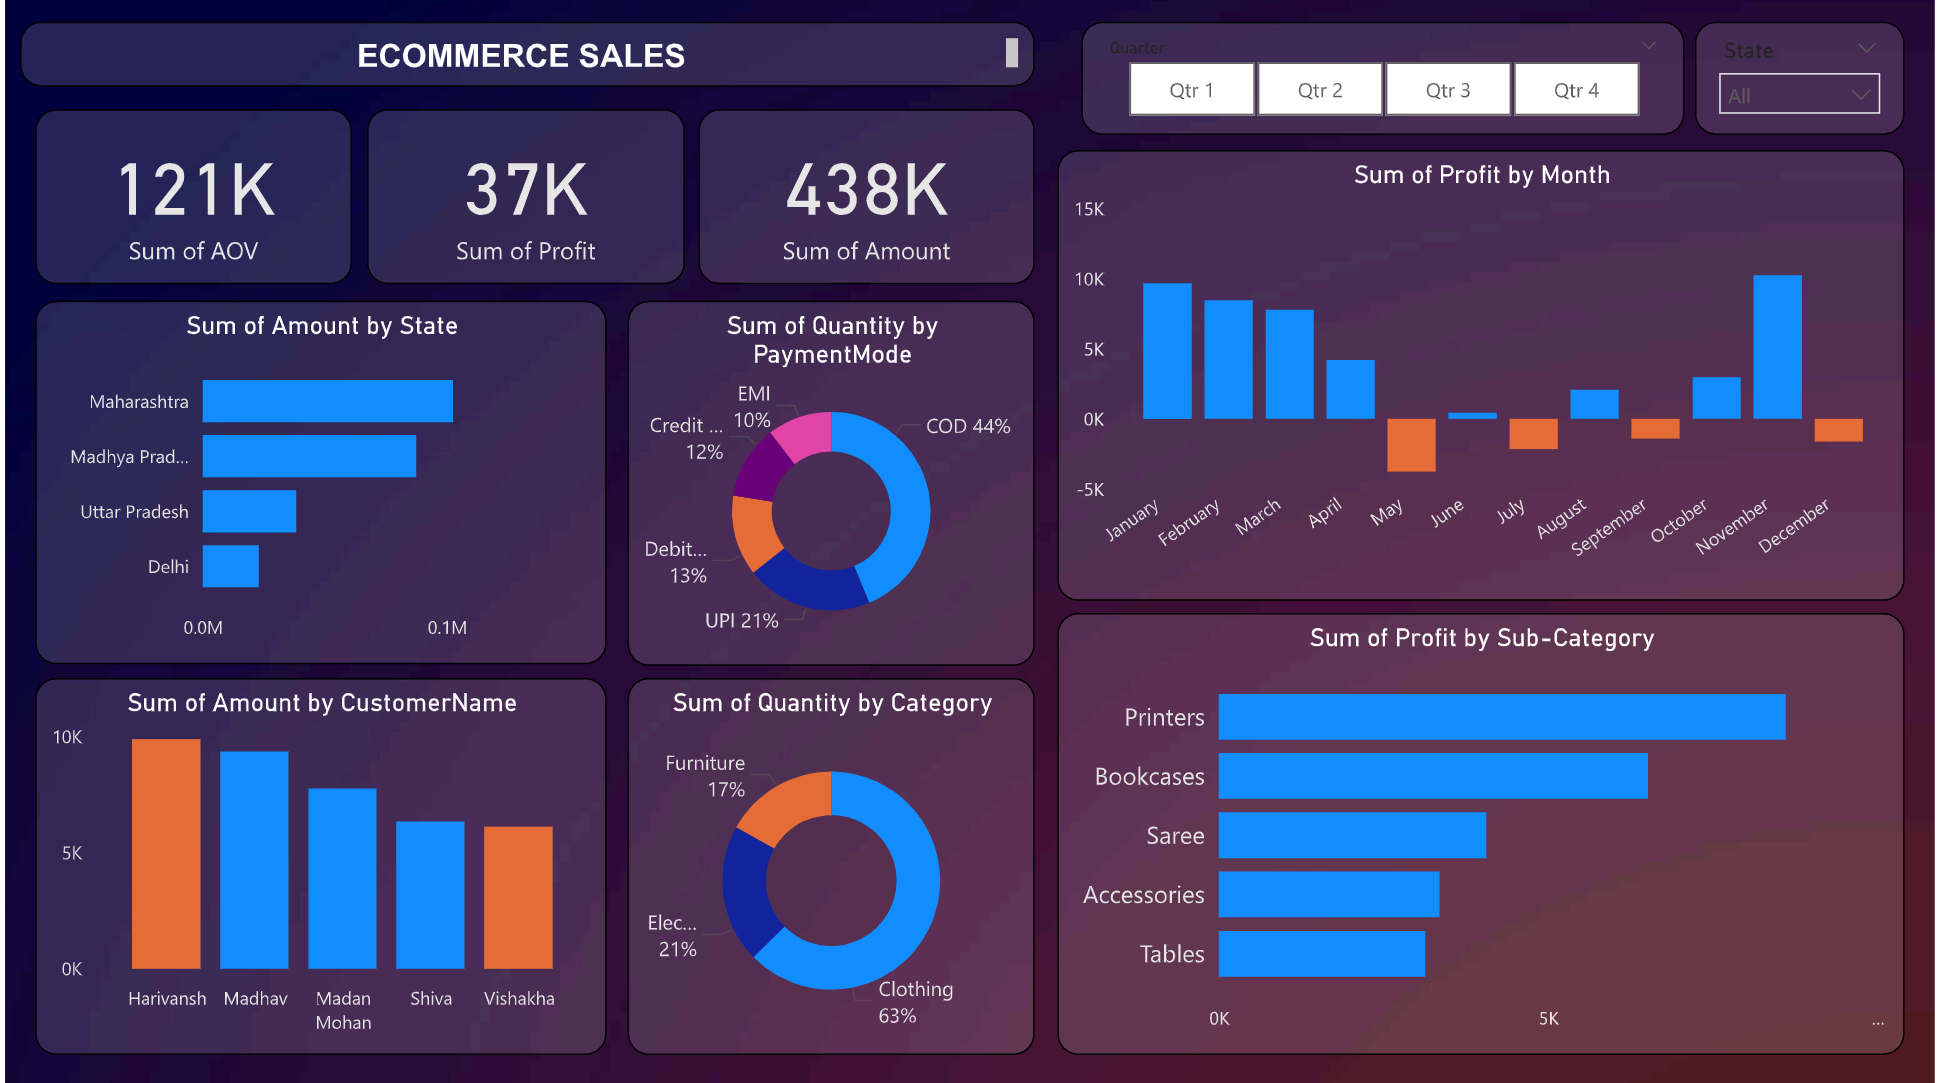 ECOMMERCE SALES
Quarter
Qtr 1
Qtr 2
Qtr 3
Qtr 4
State
All
121K
Sum of AOV
37K
Sum of Profit
438K
Sum of Amount
Sum of Amount by State
Maharashtra
Madhya Prad...
Uttar Pradesh
Delhi
0.0M
0.1M
Sum of Quantity by
PaymentMode
EMI
10%
Credit ...
12%
COD 44%
Debit...
13%
UPI 21%
Sum of Profit by Month
15K
10K
5K
0K
-5K
January
February
March
April
May
June
July
August
September
October
November
December
Sum of Amount by CustomerName
10K
5K
0K
Harivansh
Madhav
Madan
Mohan
Shiva
Vishakha
Sum of Quantity by Category
Furniture
17%
Elec...
21%
Clothing
63%
Sum of Profit by Sub-Category
Printers
Bookcases
Saree
Accessories
Tables
0K
5K
...